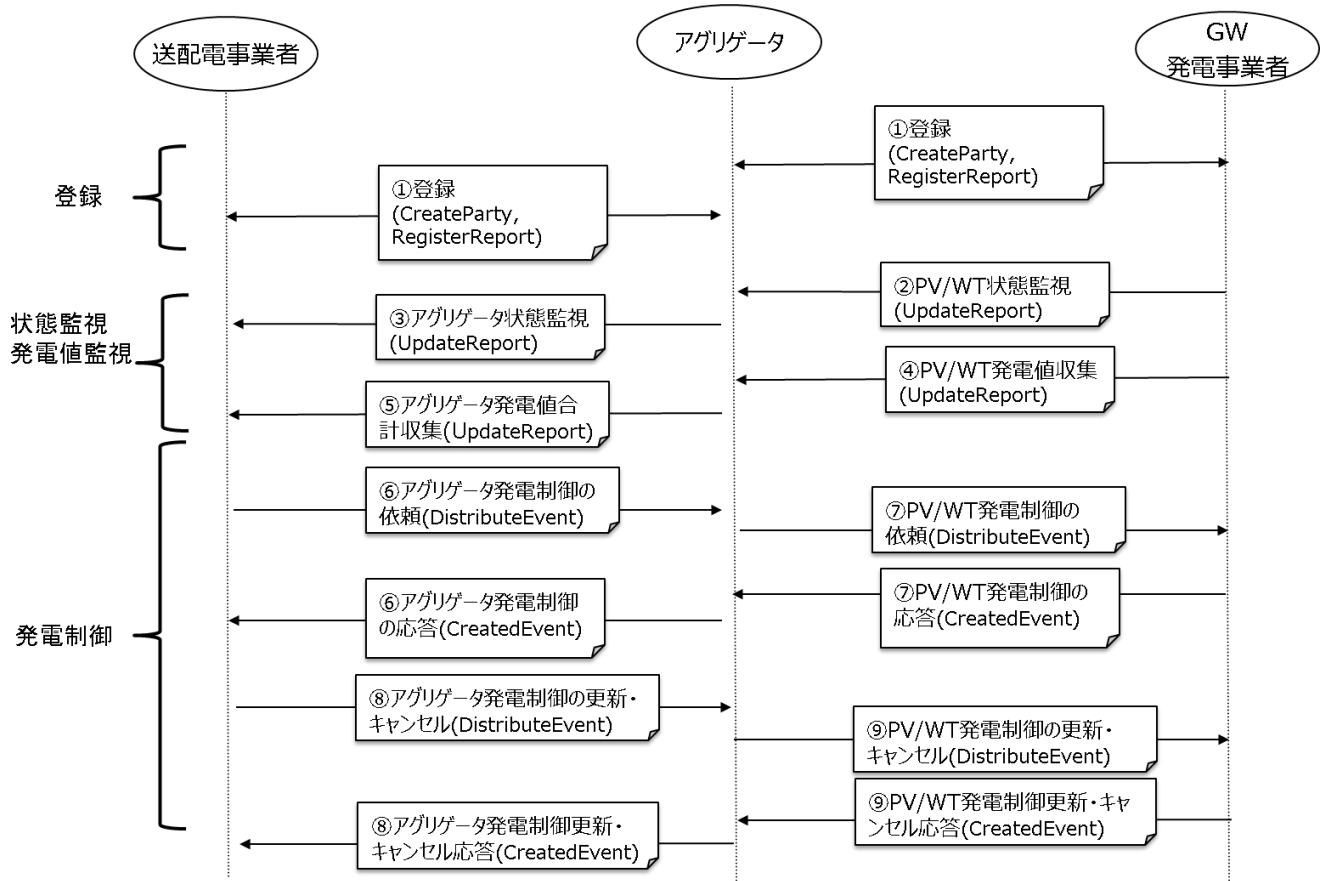 送配電事業者
アグリゲータ
GW
発電事業者
①登録
(CreateParty,
RegisterReport)
登録
①登録
(CreateParty,
RegisterReport)
②PV/WT状態監視
(UpdateReport)
状態監視
発電値監視
③アグリゲータ状態監視
(UpdateReport)
④PV/WT発電値収集
(UpdateReport)
⑤アグリゲータ発電値合
計収集(UpdateReport)
⑥アグリゲータ発電制御の
依頼(DistributeEvent)
⑦PV/WT発電制御の
依頼(DistributeEvent)
発電制御
⑥アグリゲータ発電制御
の応答(CreatedEvent)
⑦PV/WT発電制御の
応答(CreatedEvent)
⑧アグリゲータ発電制御の更新・
キャンセル(DistributeEvent)
⑨PV/WT発電制御の更新・
キャンセル(DistributeEvent)
⑨PV/WT発電制御更新・キャ
ンセル応答(CreatedEvent)
⑧アグリゲータ発電制御更新・
キャンセル応答(CreatedEvent)